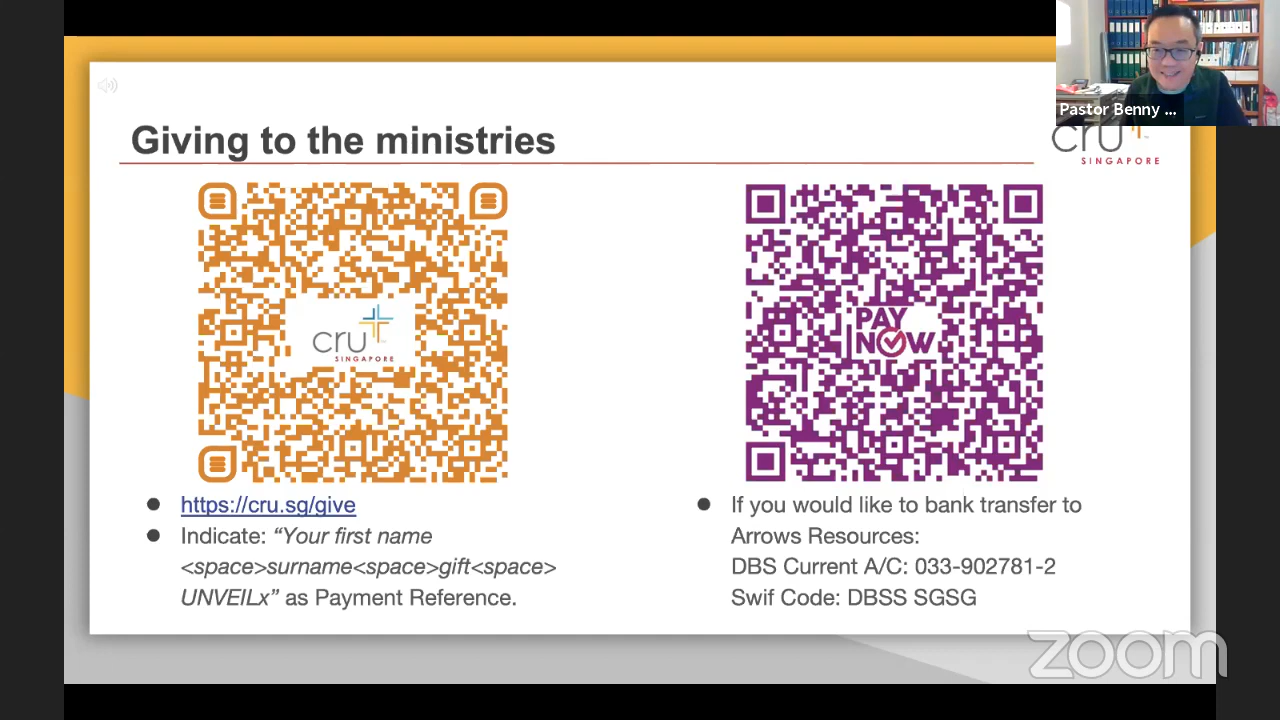 Pastor Benny ...
Giving to the ministries
cru
SINGAPORE
cru
SINGAPORE
PAY
NOW
https://cru.sg/give
Indicate: “Your first name
<space>surname<space>gift<space>
UNVEILx” as Payment Reference.
If you would like to bank transfer to
Arrows Resources:
DBS Current A/C: 033-902781-2
Swif Code: DBSS SGSG
zoom